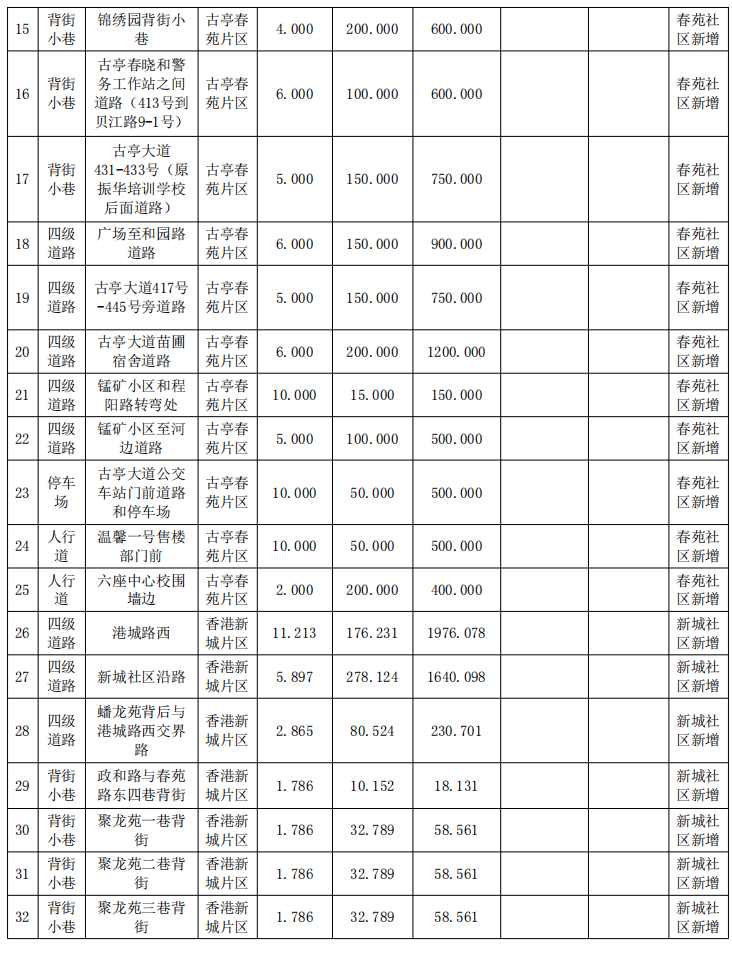 15 背街小巷 锦绣园背街小巷 古亭春苑片区 4.000 200.000 800.000 春苑社区新增
16 背街小巷 古亭春晓和警务工作站之间道路（413号到贝江路9-1号） 古亭春苑片区 6.000 100.000 600.000 春苑社区新增
17 背街小巷 古亭大道431-433号（原振华培训学校后面道路） 古亭春苑片区 5.000 150.000 750.000 春苑社区新增
18 四级道路 广场至和园路道路 古亭春苑片区 6.000 150.000 900.000 春苑社区新增
19 四级道路 古亭大道417号-445号旁道路 古亭春苑片区 5.000 150.000 750.000 春苑社区新增
20 四级道路 古亭大道苗圃宿舍道路 古亭春苑片区 6.000 200.000 1200.000 春苑社区新增
21 四级道路 锰矿小区和程阳路转弯处 古亭春苑片区 10.000 15.000 150.000 春苑社区新增
22 四级道路 锰矿小区至河边道路 古亭春苑片区 5.000 100.000 500.000 春苑社区新增
23 停车场 古亭大道公交车站门前道路和停车场 古亭春苑片区 10.000 50.000 500.000 春苑社区新增
24 人行道 温馨一号售楼部门前 古亭春苑片区 10.000 50.000 500.000 春苑社区新增
25 人行道 六座中心校围墙边 古亭春苑片区 2.000 200.000 400.000 春苑社区新增
26 四级道路 港城路西 香港新城片区 11.213 176.231 1976.078 新城社区新增
27 四级道路 新城社区沿路 香港新城片区 5.897 278.124 1640.098 新城社区新增
28 四级道路 蟠龙苑背后与港城路西交界路 香港新城片区 2.865 80.524 230.701 新城社区新增
29 背街小巷 政和路与春苑路东四巷背街 香港新城片区 1.786 10.152 18.131 新城社区新增
30 背街小巷 聚龙苑一巷背街 香港新城片区 1.786 32.789 58.561 新城社区新增
31 背街小巷 聚龙苑二巷背街 香港新城片区 1.786 32.789 58.561 新城社区新增
32 背街小巷 聚龙苑三巷背街 香港新城片区 1.786 32.789 58.561 新城社区新增